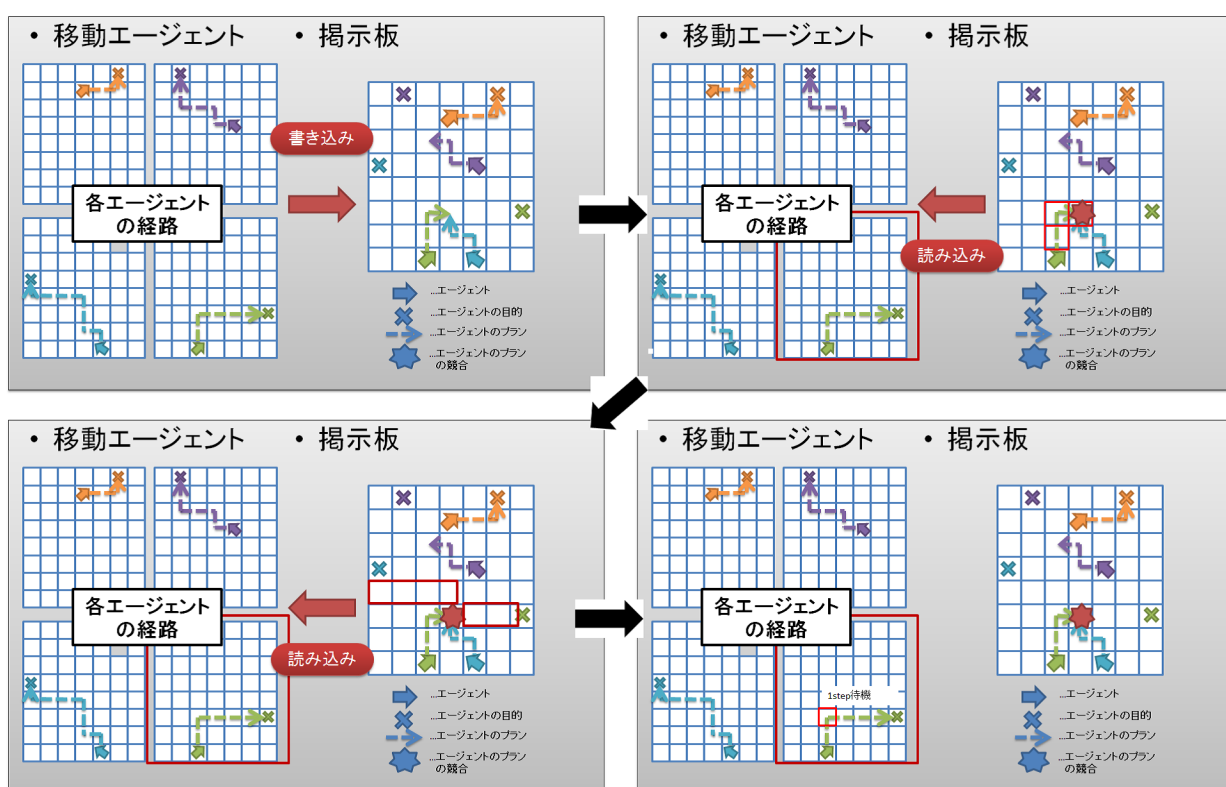 • 移動エージェント
• 掲示板
書き込み
各エージェント
の経路
...エージェント
...エージェントの目的
...エージェントのプラン
...エージェントのプラン
の競合
• 移動エージェント
• 掲示板
各エージェント
の経路
読み込み
...エージェント
...エージェントの目的
...エージェントのプラン
...エージェントのプラン
の競合
• 移動エージェント
• 掲示板
各エージェント
の経路
読み込み
...エージェント
...エージェントの目的
...エージェントのプラン
...エージェントのプラン
の競合
• 移動エージェント
• 掲示板
各エージェント
の経路
1step待機
...エージェント
...エージェントの目的
...エージェントのプラン
...エージェントのプラン
の競合